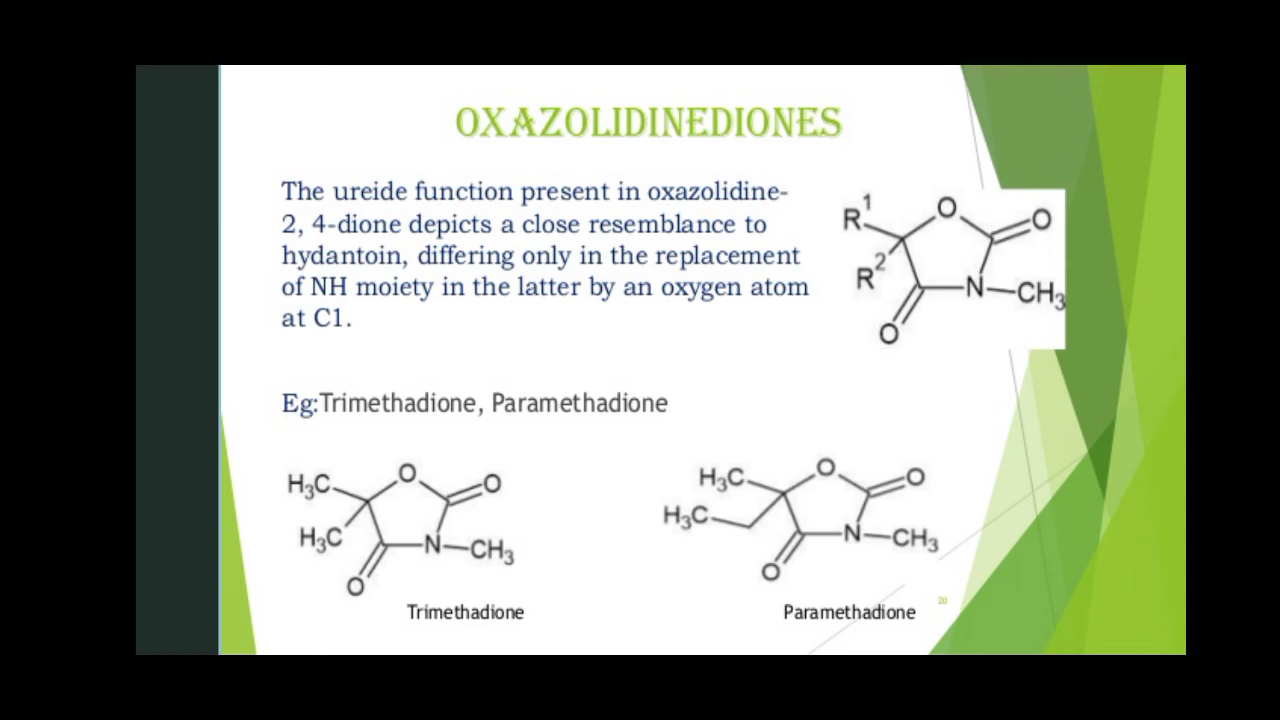 OXAZOLIDINEDIONES
The ureide function present in oxazolidine-
2, 4-dione depicts a close resemblance to
hydantoin, differing only in the replacement
of NH moiety in the latter by an oxygen atom
at C1.
R1
O
O
R2
N
CH3
O
Eg:Trimethadione, Paramethadione
H3C
O
O
H3C
N
CH3
O
Trimethadione
H3C
O
O
H3C
N
CH3
O
Paramethadione
20